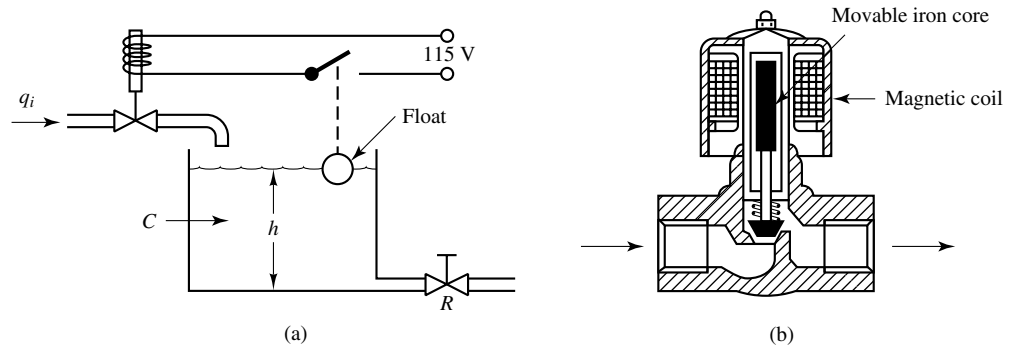 115 V
q_i
Float
C
h
R
(a)
Movable iron core
Magnetic coil
(b)